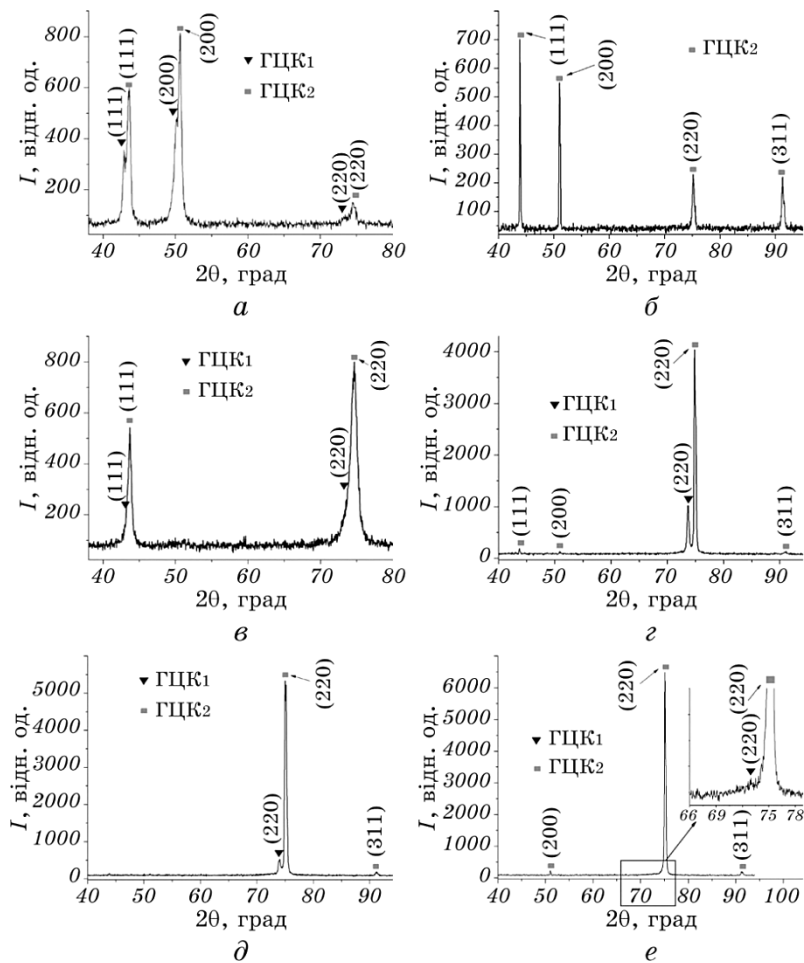 I, відн. од.
800
600
400
200
(111)
(111)
(200)
(200)
(220)
(220)
ГЦК1
ГЦК2
40 50 60 70 80
2θ, град
а
I, відн. од.
700
600
500
400
300
200
100
(111)
(200)
(220)
(311)
ГЦК2
40 50 60 70 80 90
2θ, град
б
I, відн. од.
800
600
400
200
(111)
(111)
(220)
(220)
ГЦК1
ГЦК2
40 50 60 70 80
2θ, град
в
I, відн. од.
4000
3000
2000
1000
0
(111)
(200)
(220)
(220)
(311)
ГЦК1
ГЦК2
40 50 60 70 80 90
2θ, град
г
I, відн. од.
5000
4000
3000
2000
1000
0
(220)
(220)
(311)
ГЦК1
ГЦК2
40 50 60 70 80 90
2θ, град
д
I, відн. од.
6000
5000
4000
3000
2000
1000
0
(200)
(220)
(311)
ГЦК1
ГЦК2
(220)
(220)
66 69 72 75 78
40 50 60 70 80 90 100
2θ, град
е